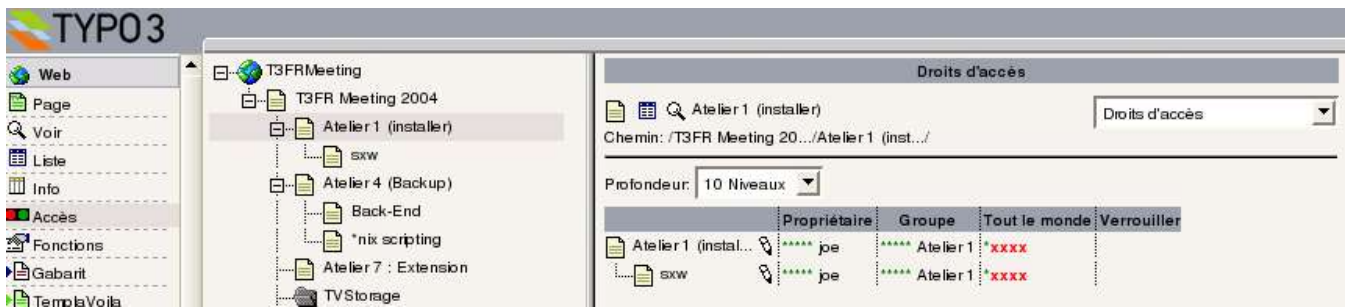 TYPO3
Web
Page
Voir
Liste
Info
Accès
Fonctions
Gabarit
TemplaVoila
T3FRMeeting
T3FR Meeting 2004
Atelier 1 (installer)
sxw
Atelier 4 (Backup)
Back-End
*nix scripting
Atelier 7 : Extension
TVStorage
Droits d'accès
Atelier 1 (installer)
Droits d'accès
Chemin: /T3FR Meeting 20.../Atelier 1 (inst.../
Profondeur: 10 Niveaux
Propriétaire Groupe Tout le monde Verrouiller
Atelier 1 (instal... ***** joe ***** Atelier 1 *xxxx
sxw ***** joe ***** Atelier 1 *xxxx